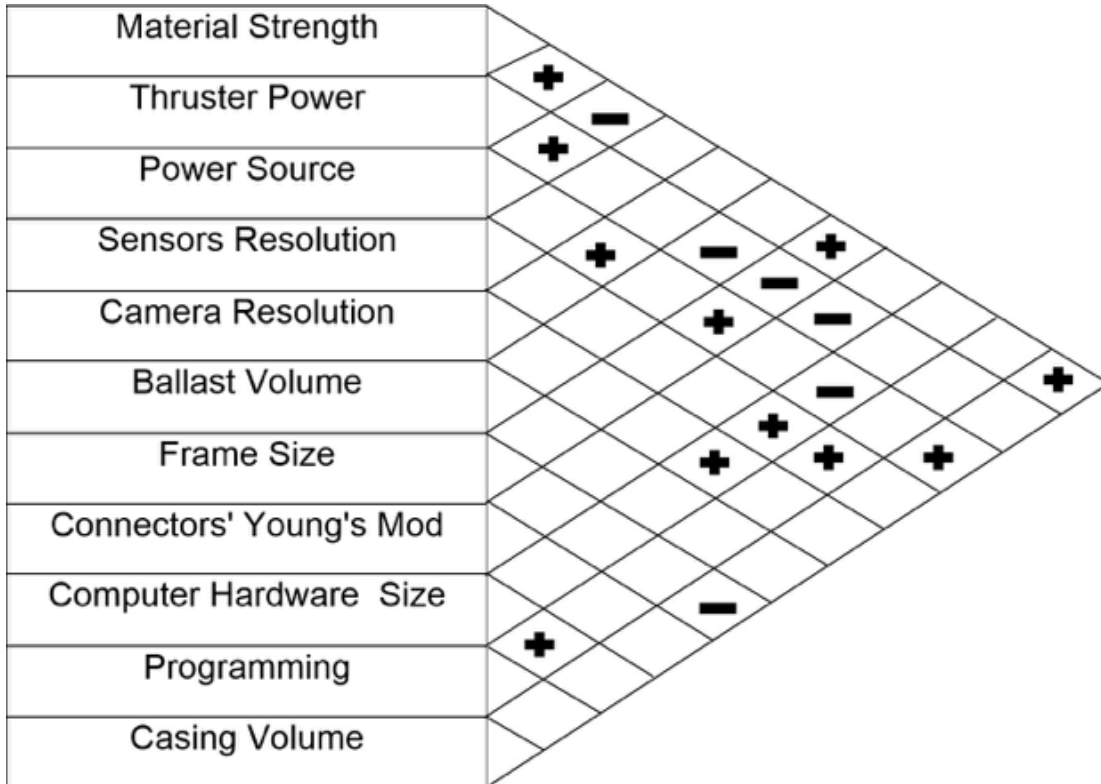 Material Strength
Thruster Power
Power Source
Sensors Resolution
Camera Resolution
Ballast Volume
Frame Size
Connectors' Young's Mod
Computer Hardware Size
Programming
Casing Volume